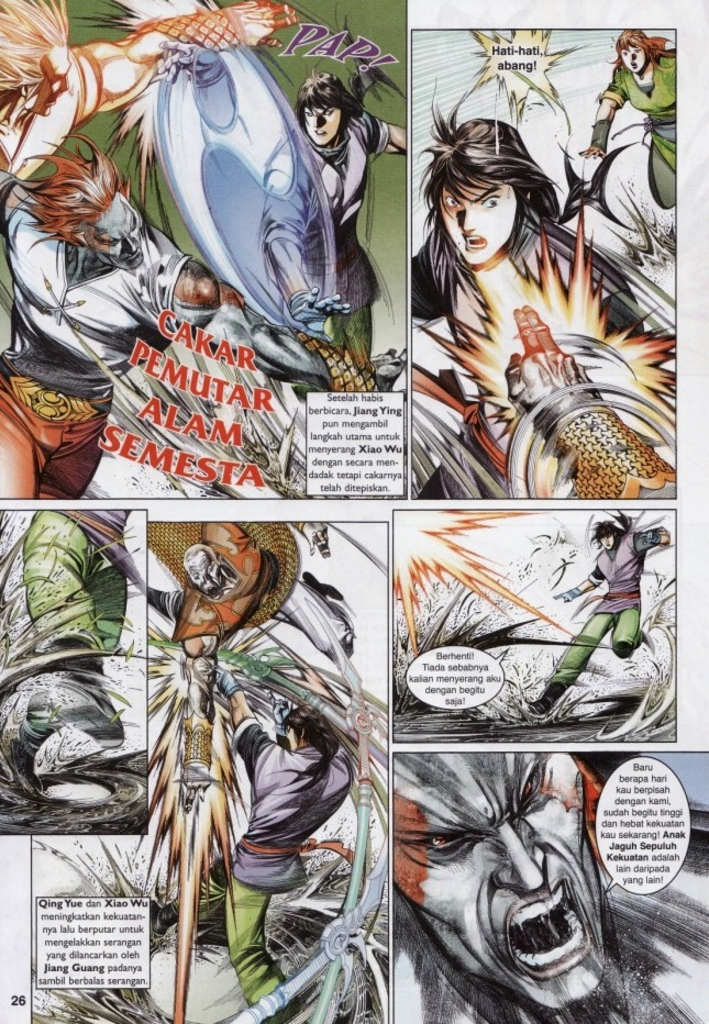 PAP!
CAKAR
PEMUTAR
ALAM
SEMESTA
Setelah habis
berbicara, Jiang Ying
pun mengambil
langkah utama untuk
menyerang Xiao Wu
dengan secara men-
dadak tetapi cakarnya
telah ditepiskan.
Hati-hati,
abang!
Berhenti!
Tiada sebabnya
kalian menyerang aku
dengan begitu
saja!
Qing Yue dan Xiao Wu
meningkatkan kekuatan-
nya lalu berputar untuk
mengelakkan serangan
yang dilancarkan oleh
Jiang Guang padanya
sambil berbalas serangan.
Baru
berapa hari
kau berpisah
dengan kami,
sudah begitu tinggi
dan hebat kekuatan
kau sekarang! Anak
Jaguh Sepuluh
Kekuatan adalah
lain daripada
yang lain!
26